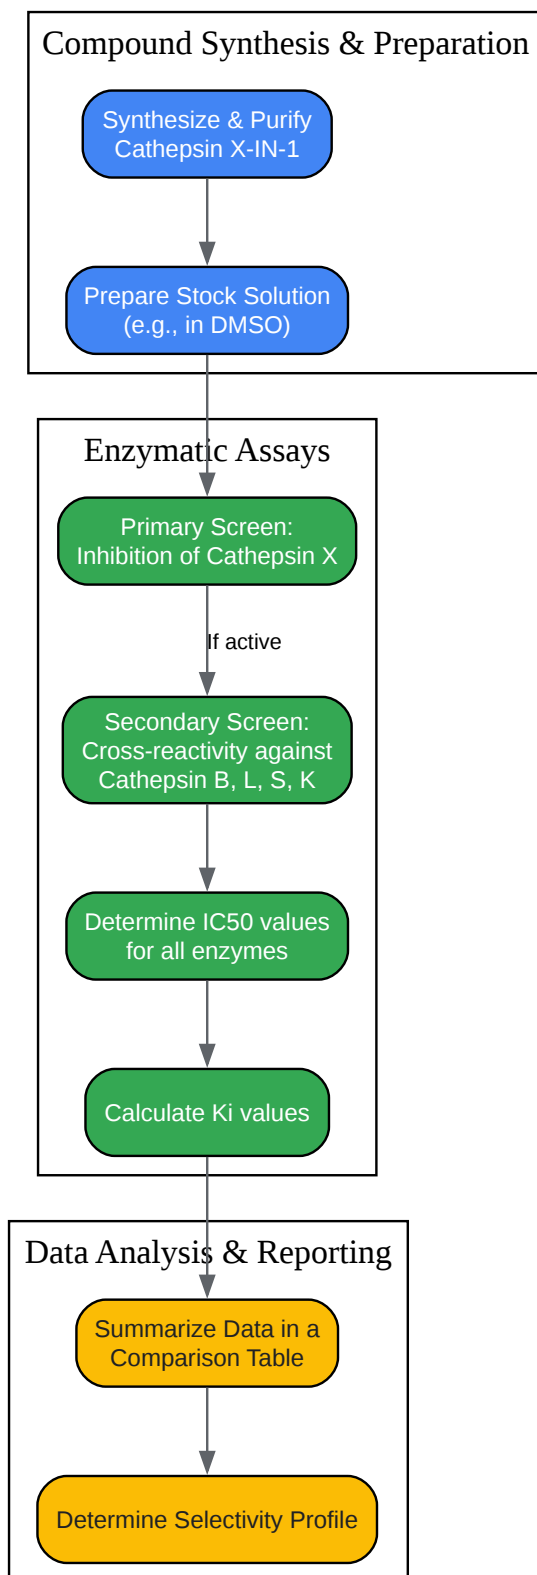 Compound Synthesis & Preparation
Synthesize & Purify
Cathepsin X-IN-1
Prepare Stock Solution
(e.g., in DMSO)
Enzymatic Assays
Primary Screen:
Inhibition of Cathepsin X
If active
Secondary Screen:
Cross-reactivity against
Cathepsin B, L, S, K
Determine IC50 values
for all enzymes
Calculate Ki values
Data Analysis & Reporting
Summarize Data in a
Comparison Table
Determine Selectivity Profile